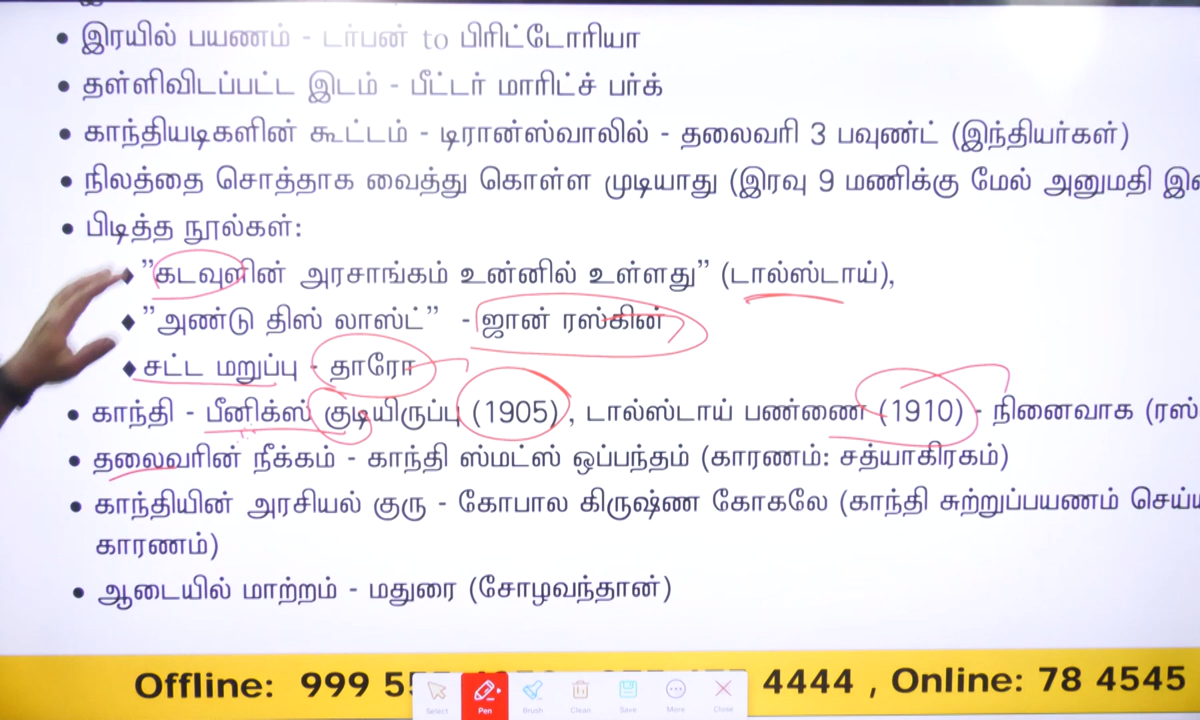 • இரயில் பயணம் - டர்பன் to பிரிட்டோரியா
• தள்ளிவிடப்பட்ட இடம் - பீட்டர் மாரிட்ச் பர்க்
• காந்தியடிகளின் கூட்டம் - டிரான்ஸ்வாலில் - தலைவரி 3 பவுண்ட் (இந்தியர்கள்)
• நிலத்தை சொத்தாக வைத்து கொள்ள முடியாது (இரவு 9 மணிக்கு மேல் அனுமதி
• பிடித்த நூல்கள்:
♦ ”கடவுளின் அரசாங்கம் உன்னில் உள்ளது” (டால்ஸ்டாய்),
♦ ”அண்டு திஸ் லாஸ்ட்” - ஜான் ரஸ்கின்
♦ சட்ட மறுப்பு - தாரோ
• காந்தி - பீனிக்ஸ் குடியிருப்பு (1905) , டால்ஸ்டாய் பண்ணை (1910) - நினைவாக
• தலைவரின் நீக்கம் - காந்தி ஸ்மட்ஸ் ஒப்பந்தம் (காரணம்: சத்யாகிரகம்)
• காந்தியின் அரசியல் குரு - கோபால கிருஷ்ண கோகலே (காந்தி சுற்றுப்பயணம்
காரணம்)
• ஆடையில் மாற்றம் - மதுரை (சோழவந்தான்)
Offline: 999 4444 , Online: 78 4545
Select Pen Brush Clean Save More Close